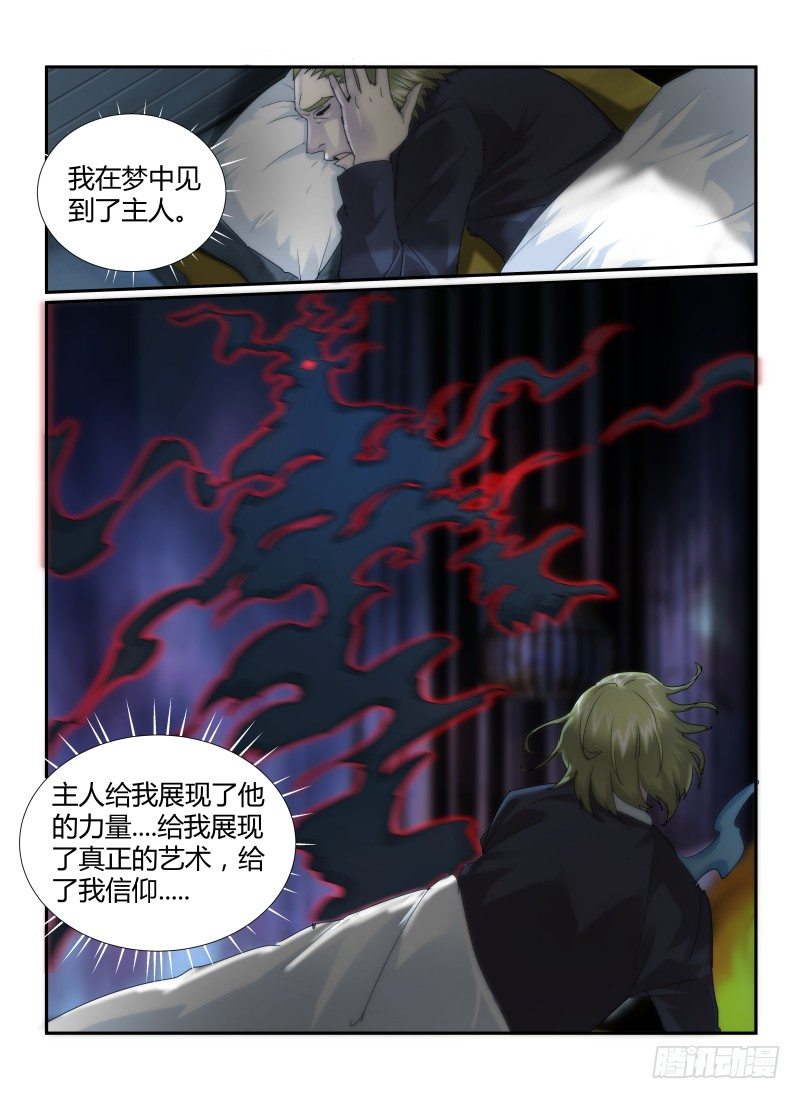 我在梦中见
到了主人。
主人给我展现了他
的力量....给我展现
了真正的艺术，给
了我信仰.....
腾讯动漫